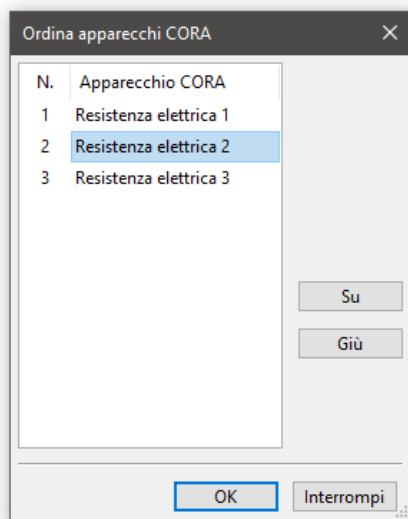 Ordina apparecchi CORA
N. Apparecchio CORA
1 Resistenza elettrica 1
2 Resistenza elettrica 2
3 Resistenza elettrica 3
Su
Giù
OK Interrompi